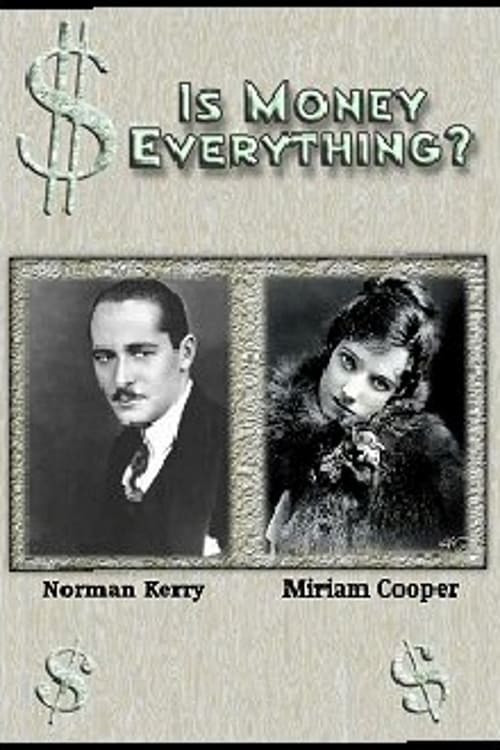 $ Is Money
Everything?
Norman Kerry
Miriam Cooper
$
$